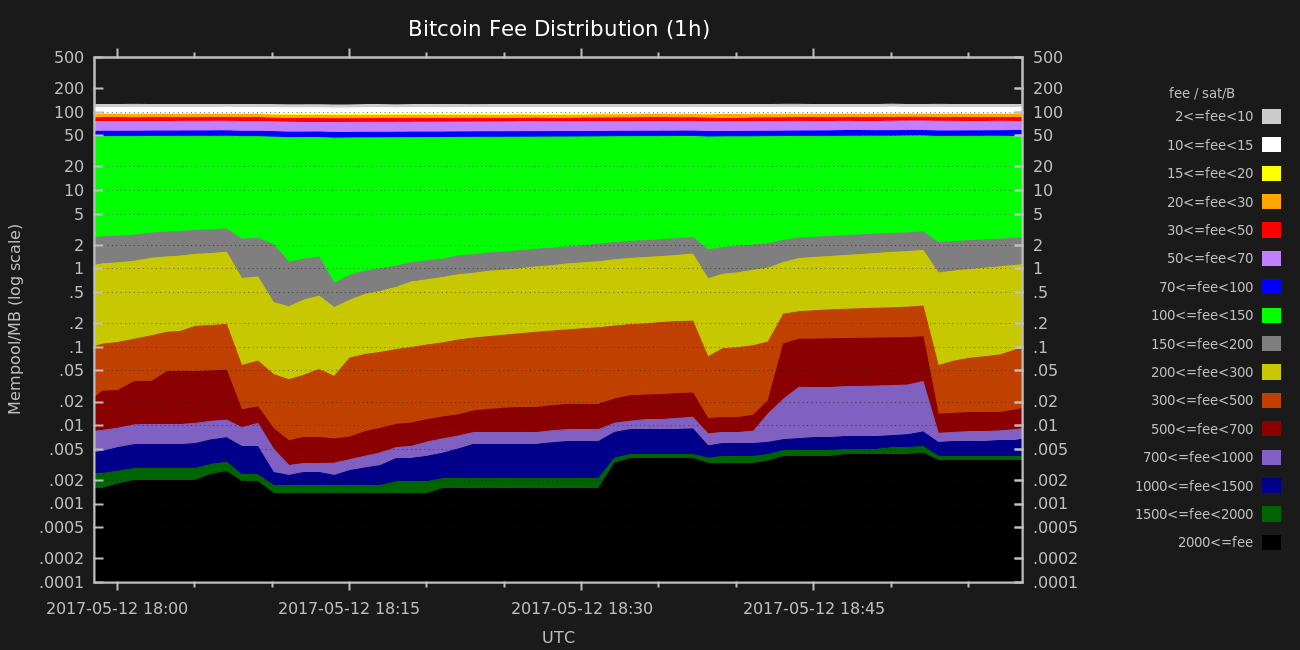 Bitcoin Fee Distribution (1h)
Mempool/MB (log scale)
500
200
100
50
20
10
5
2
1
.5
.2
.1
.05
.02
.01
.005
.002
.001
.0005
.0002
.0001
500
200
100
50
20
10
5
2
1
.5
.2
.1
.05
.02
.01
.005
.002
.001
.0005
.0002
.0001
2017-05-12 18:00 2017-05-12 18:15 2017-05-12 18:30 2017-05-12 18:45
UTC
fee / sat/B
2<=fee<10
10<=fee<15
15<=fee<20
20<=fee<30
30<=fee<50
50<=fee<70
70<=fee<100
100<=fee<150
150<=fee<200
200<=fee<300
300<=fee<500
500<=fee<700
700<=fee<1000
1000<=fee<1500
1500<=fee<2000
2000<=fee